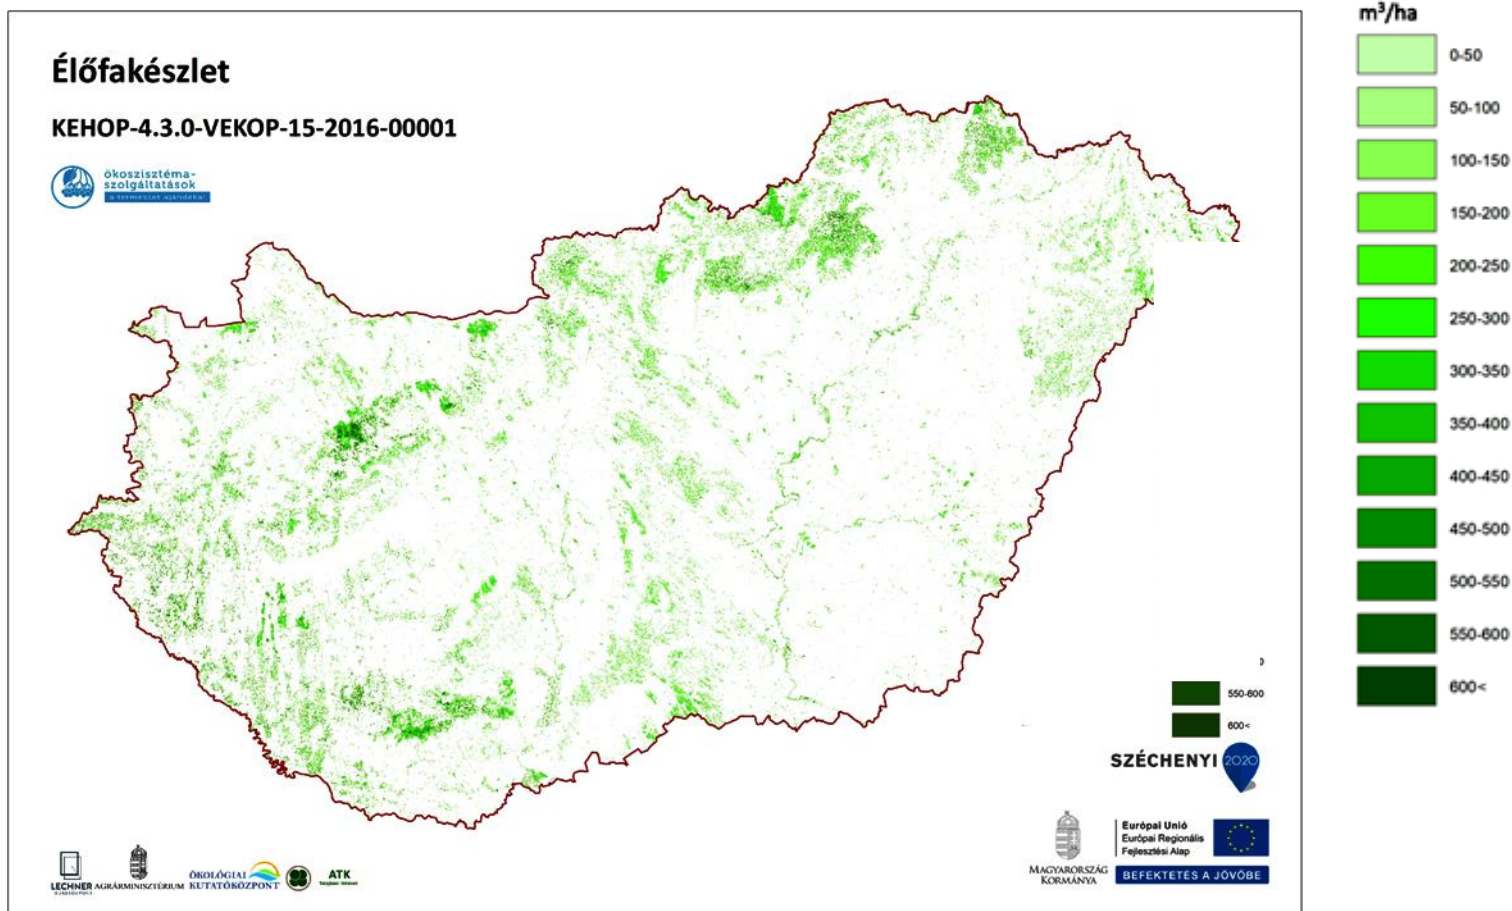 Élőfakészlet
KEHOP-4.3.0-VEKOP-15-2016-00001
ökoszisztéma-
szolgáltatások
a természet ajándékai
m³/ha
0-50
50-100
100-150
150-200
200-250
250-300
300-350
350-400
400-450
450-500
500-550
550-600
600<
550-600
600<
SZÉCHENYI 2020
MAGYARORSZÁG
KORMÁNYA
Európai Unió
Európai Regionális
Fejlesztési Alap
BEFEKTETÉS A JÖVŐBE
LECHNER
AGRÁRMINISZTÉRIUM
ÖKOLÓGIAI
KUTATÓKÖZPONT
ATK